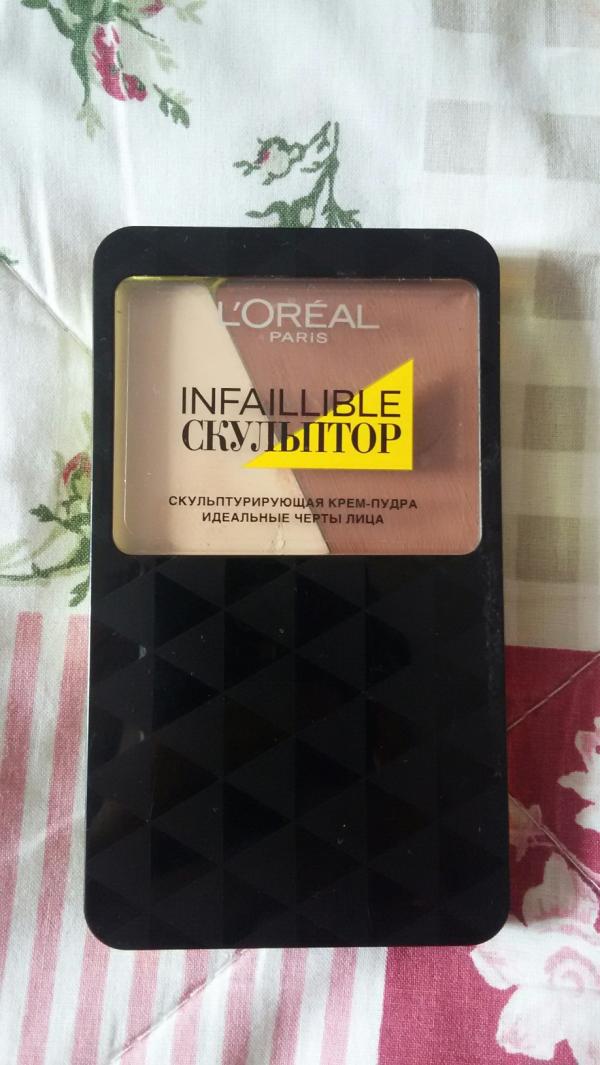 L'ORÉAL
PARIS
INFAILLIBLE
СКУЛЬПТОР
СКУЛЬПТУРИРУЮЩАЯ КРЕМ-ПУДРА
ИДЕАЛЬНЫЕ ЧЕРТЫ ЛИЦА